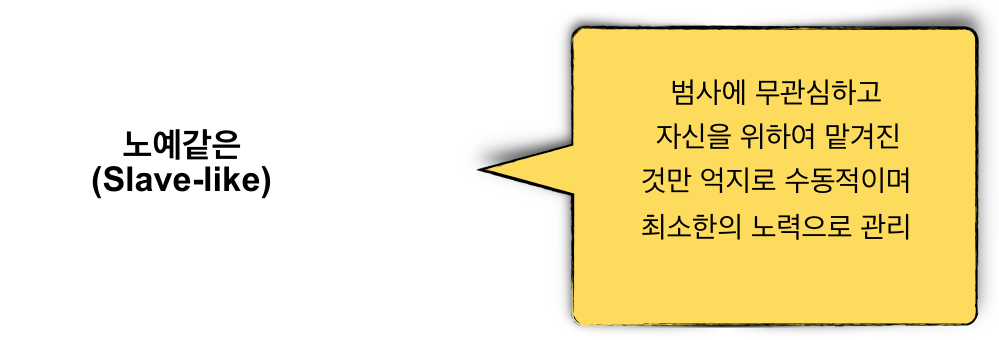 노예같은
(Slave-like)
범사에 무관심하고
자신을 위하여 맡겨진
것만 억지로 수동적이며
최소한의 노력으로 관리